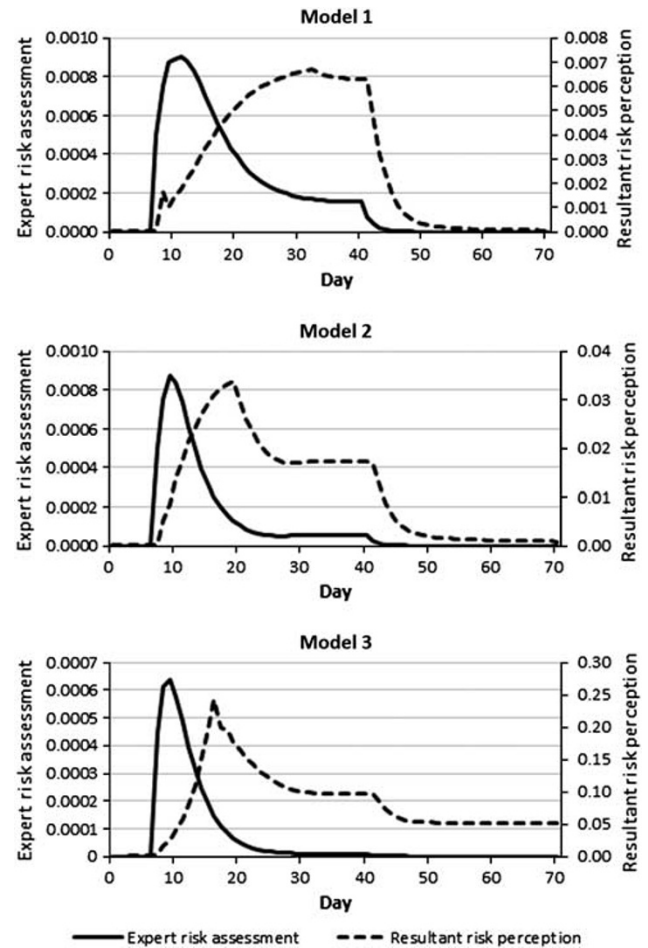 Model 1
Expert risk assessment
0.0010
0.0008
0.0006
0.0004
0.0002
0.0000
0.008
0.007
0.006
0.005
0.004
0.003
0.002
0.001
0.000
Resultant risk perception
0 10 20 30 40 50 60 70
Day
Model 2
Expert risk assessment
0.0010
0.0008
0.0006
0.0004
0.0002
0.0000
0.04
0.03
0.02
0.01
0.00
Resultant risk perception
0 10 20 30 40 50 60 70
Day
Model 3
Expert risk assessment
0.0007
0.0006
0.0005
0.0004
0.0003
0.0002
0.0001
0
0.30
0.25
0.20
0.15
0.10
0.05
0.00
Resultant risk perception
0 10 20 30 40 50 60 70
Day
Expert risk assessment Resultant risk perception